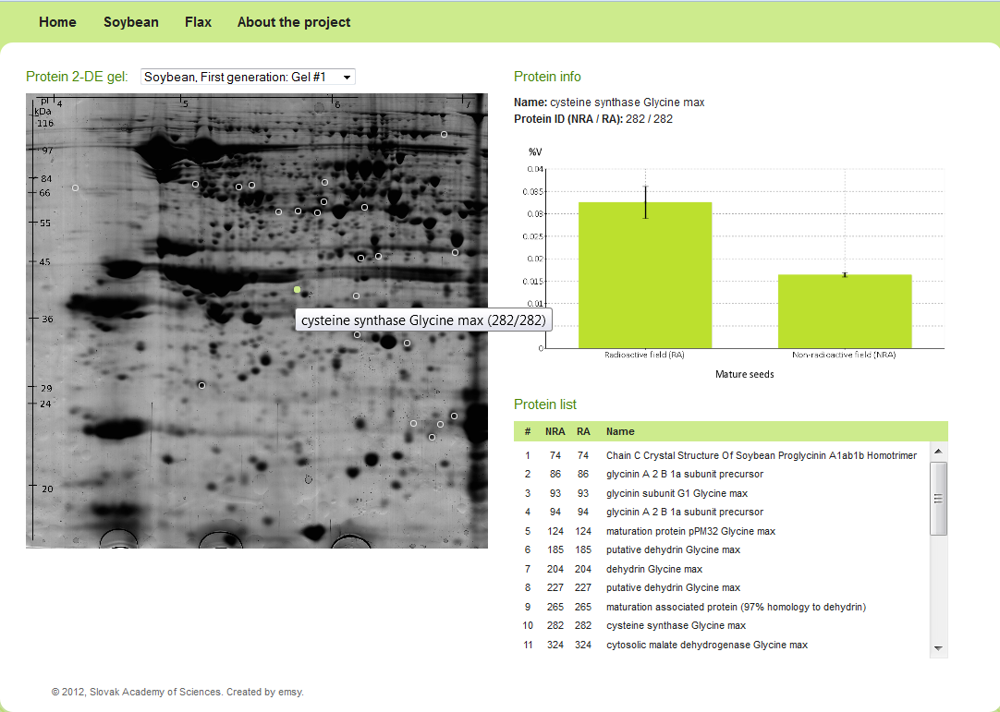 Home Soybean Flax About the project
Protein 2-DE gel: Soybean, First generation: Gel #1
pI 4 5 6 7
kDa
116
97
84
66
55
45
36
29
24
20
cysteine synthase Glycine max (282/282)
Protein info
Name: cysteine synthase Glycine max
Protein ID (NRA / RA): 282 / 282
%V
0.04
0.035
0.03
0.025
0.02
0.015
0.01
0
Radioactive field (RA) Non-radioactive field (NRA)
Mature seeds
Protein list
# NRA RA Name
1 74 74 Chain C Crystal Structure Of Soybean Proglycinin A1ab1b Homotrimer
2 86 86 glycinin A 2 B 1a subunit precursor
3 93 93 glycinin subunit G1 Glycine max
4 94 94 glycinin A 2 B 1a subunit precursor
5 124 124 maturation protein pPM32 Glycine max
6 185 185 putative dehydrin Glycine max
7 204 204 dehydrin Glycine max
8 227 227 putative dehydrin Glycine max
9 265 265 maturation associated protein (97% homology to dehydrin)
10 282 282 cysteine synthase Glycine max
11 324 324 cytosolic malate dehydrogenase Glycine max
© 2012, Slovak Academy of Sciences. Created by emsy.